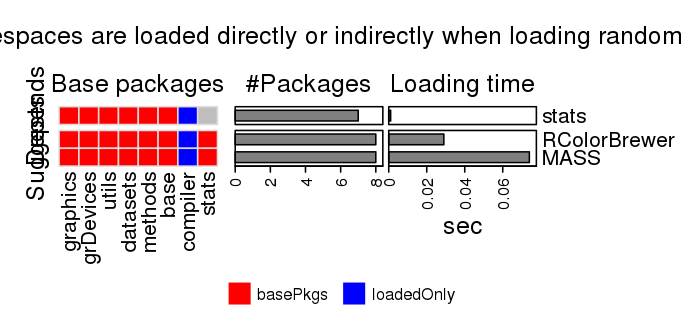 espaces are loaded directly or indirectly when loading random
Base packages
#Packages
Loading time
Depends
Suggests
stats
RColorBrewer
MASS
0 2 4 6 8
0 0.02 0.04 0.06
sec
graphics
grDevices
utils
datasets
methods
base
compiler
stats
basePkgs
loadedOnly